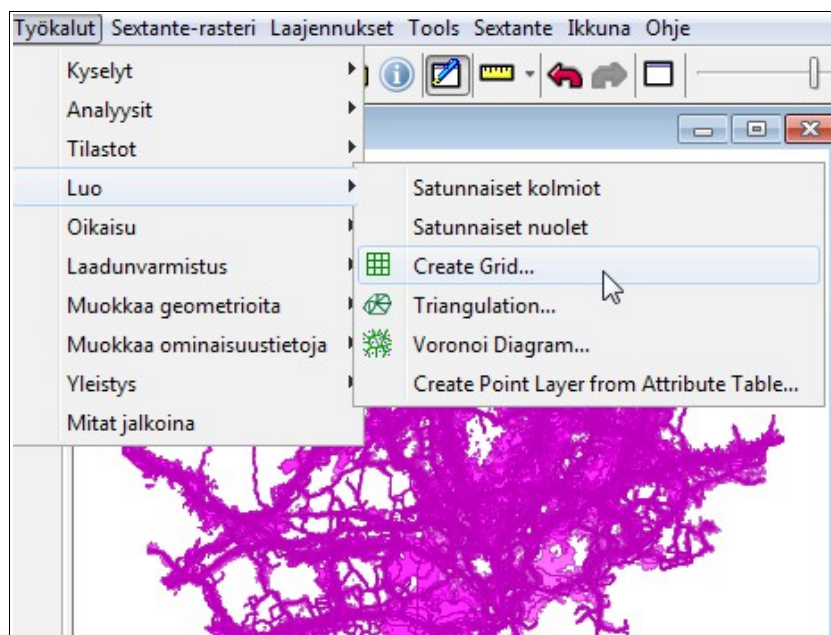 Työkalut Sextante-rasteri Laajennukset Tools Sextante Ikkuna Ohje
Kyselyt
Analyysit
Tilastot
Luo
Oikaisu
Laadunvarmistus
Muokkaa geometrioita
Muokkaa ominaisuustietoja
Yleistys
Mitat jalkoina
Satunnaiset kolmiot
Satunnaiset nuolet
Create Grid...
Triangulation...
Voronoi Diagram...
Create Point Layer from Attribute Table...